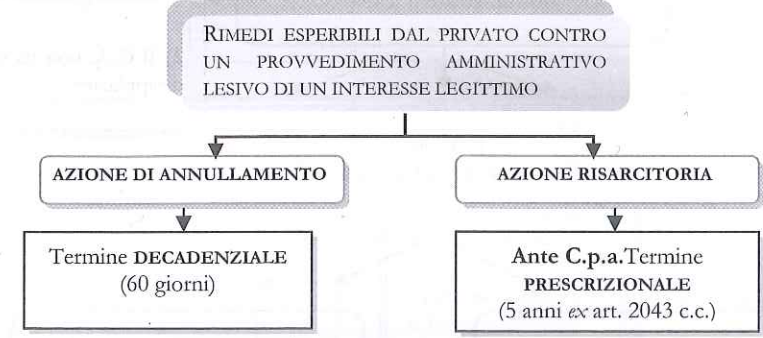 RIMEDI ESPERIBILI DAL PRIVATO CONTRO
UN PROVVEDIMENTO AMMINISTRATIVO
LESIVO DI UN INTERESSE LEGITTIMO
AZIONE DI ANNULLAMENTO
AZIONE RISARCITORIA
Termine DECADENZIALE
(60 giorni)
Ante C.p.a.Termine
PRESCRIZIONALE
(5 anni ex art. 2043 c.c.)